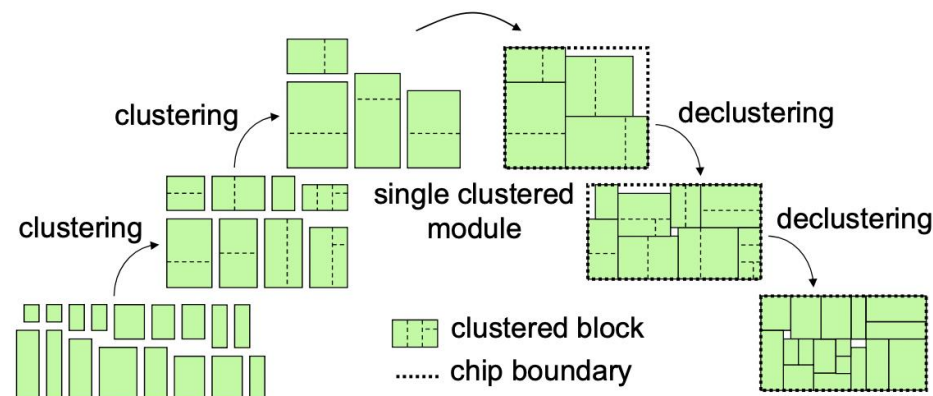 clustering
declustering
clustering
single clustered
module
declustering
clustered block
chip boundary